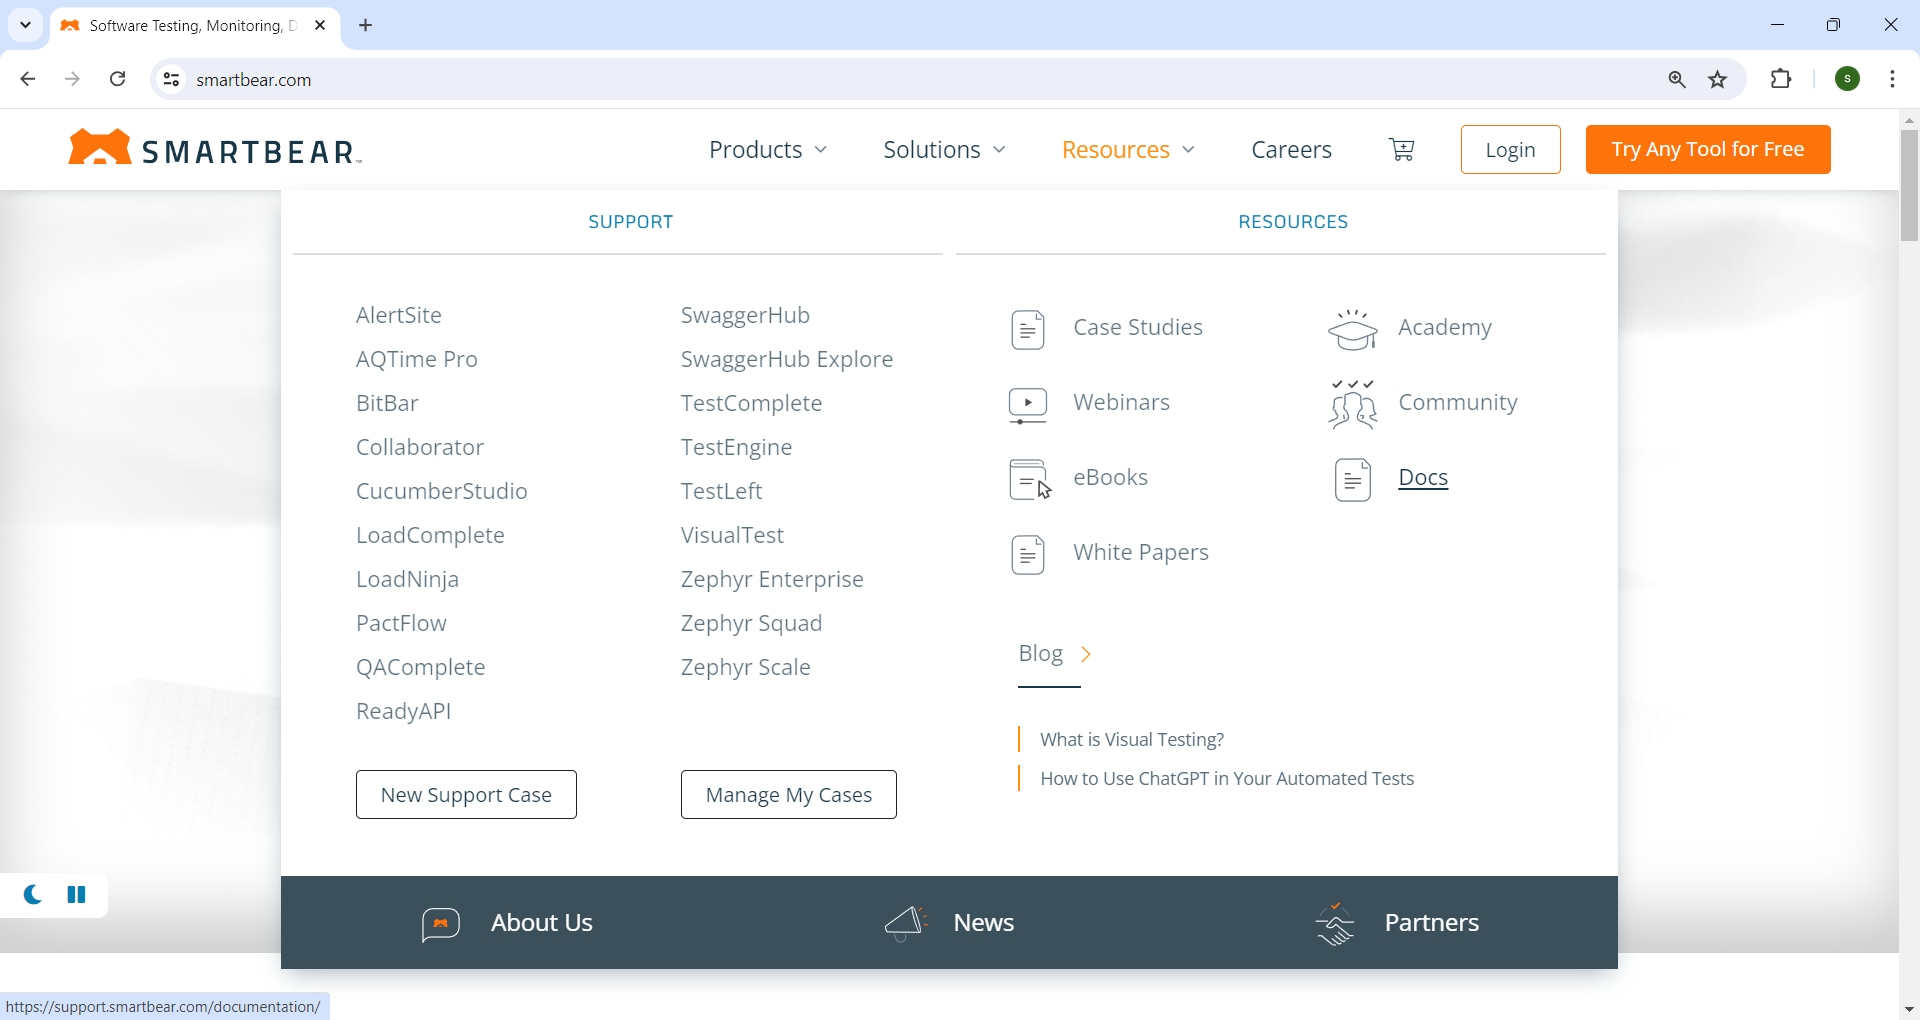 Software Testing, Monitoring, D
smartbear.com
S
SMARTBEAR™
Products
Solutions
Resources
Careers
Login
Try Any Tool for Free
SUPPORT
AlertSite
AQTime Pro
BitBar
Collaborator
CucumberStudio
LoadComplete
LoadNinja
PactFlow
QAComplete
ReadyAPI
SwaggerHub
SwaggerHub Explore
TestComplete
TestEngine
TestLeft
VisualTest
Zephyr Enterprise
Zephyr Squad
Zephyr Scale
New Support Case
Manage My Cases
RESOURCES
Case Studies
Webinars
eBooks
White Papers
Academy
Community
Docs
Blog
What is Visual Testing?
How to Use ChatGPT in Your Automated Tests
About Us
News
Partners
https://support.smartbear.com/documentation/